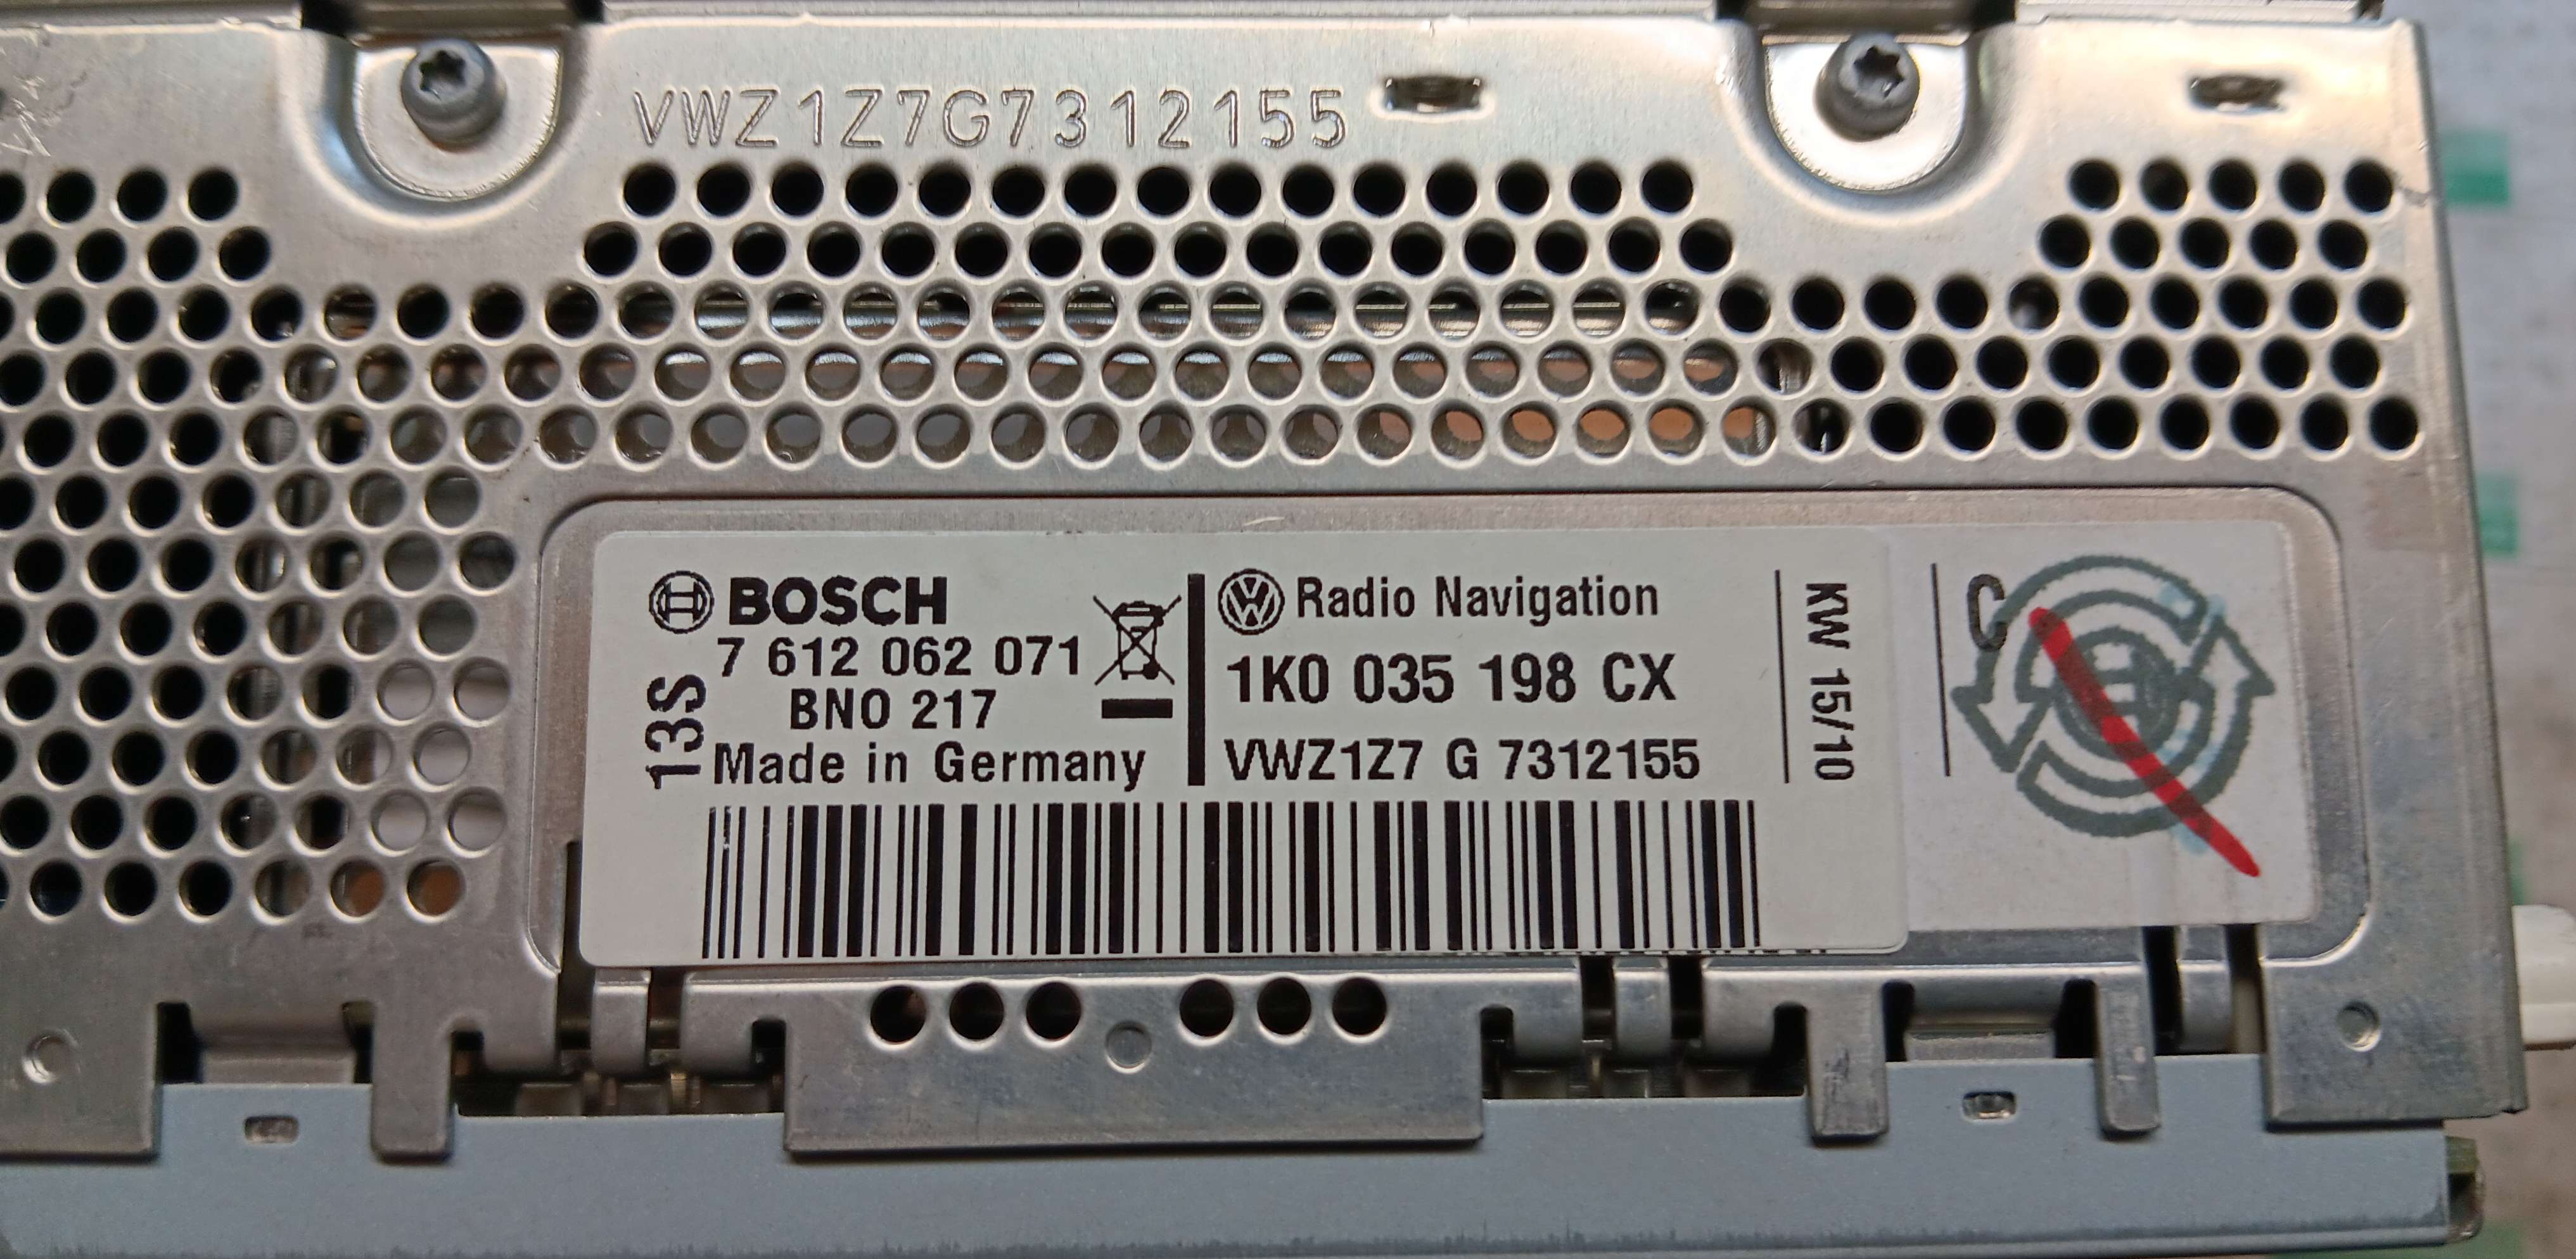 VWZ1Z7G7312155
BOSCH
7 612 062 071
BNO 217
13S
Made in Germany
Radio Navigation
1K0 035 198 CX
VWZ1Z7 G 7312155
KW 15/10
C